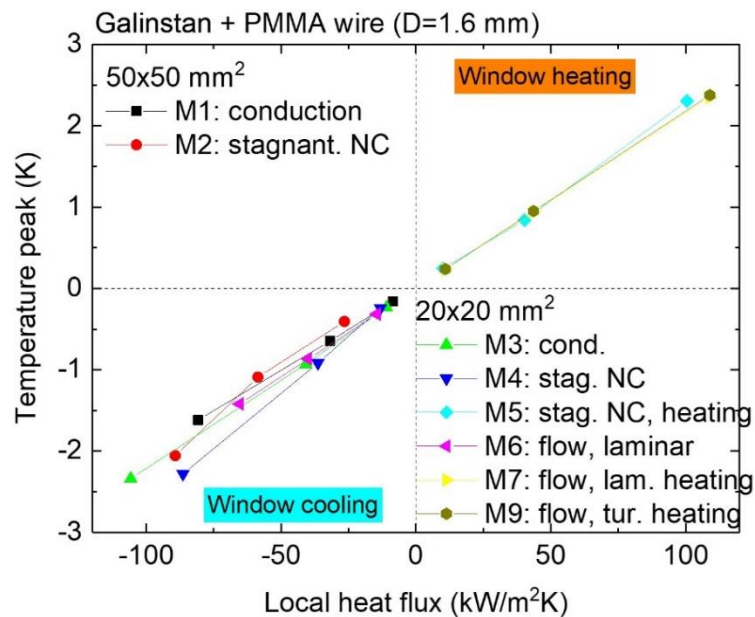 Galinstan + PMMA wire (D=1.6 mm)
3
2
1
0
-1
-2
-3
Temperature peak (K)
50x50 mm²
M1: conduction
M2: stagnant. NC
Window heating
20x20 mm²
M3: cond.
M4: stag. NC
M5: stag. NC, heating
M6: flow, laminar
M7: flow, lam. heating
M9: flow, tur. heating
Window cooling
-100 -50 0 50 100
Local heat flux (kW/m²K)